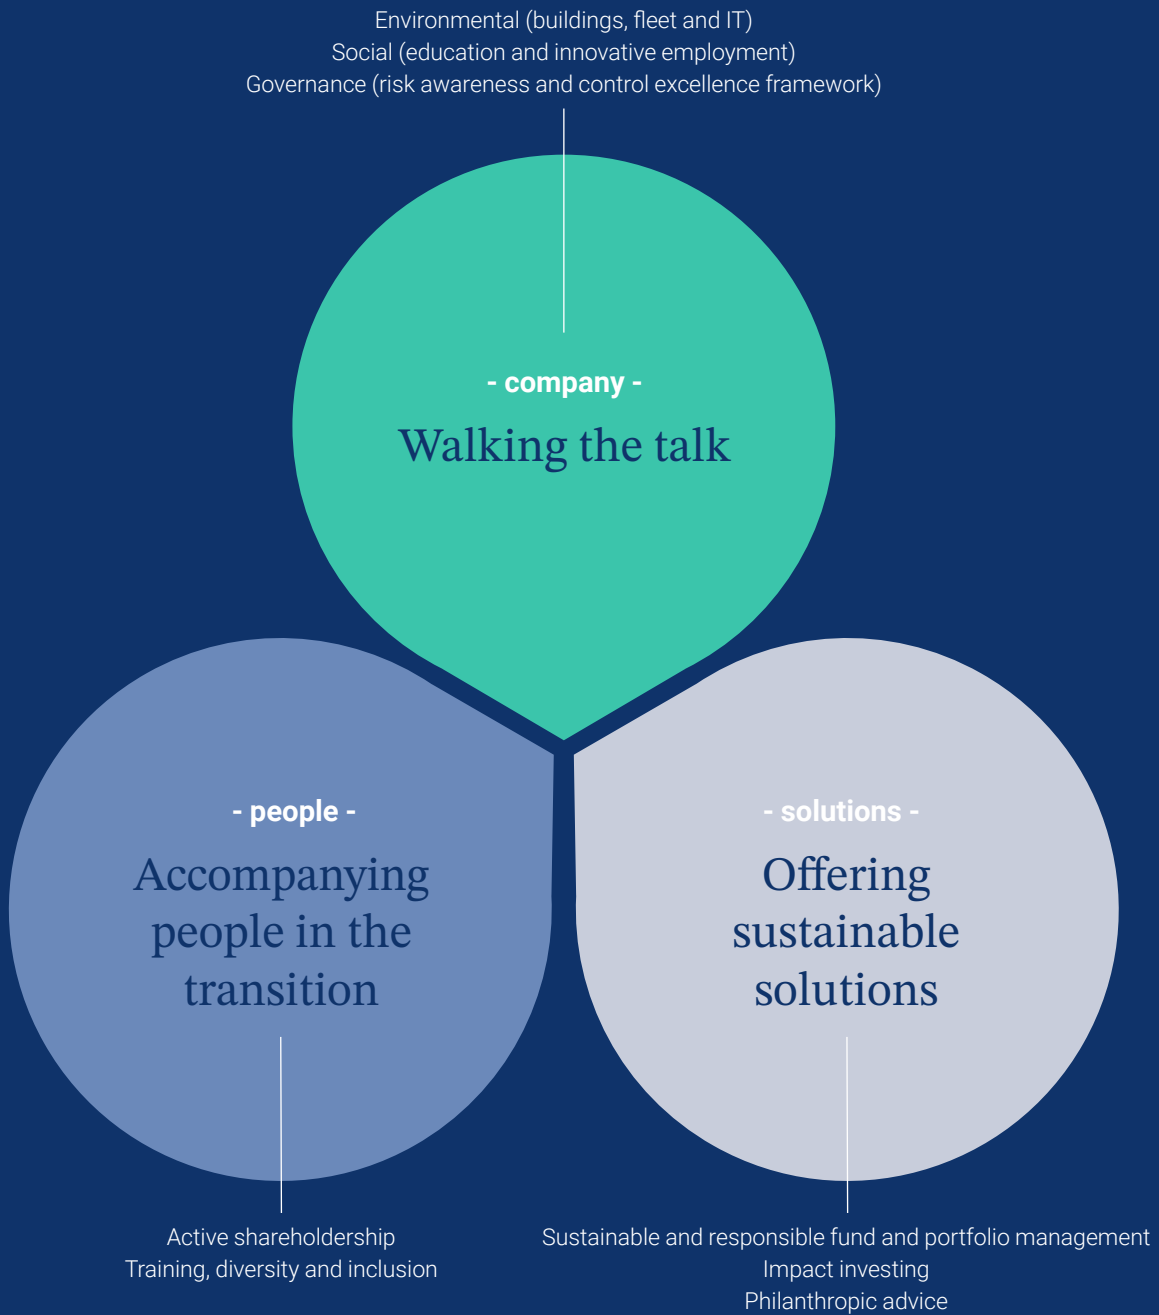 Environmental (buildings, fleet and IT)
Social (education and innovative employment)
Governance (risk awareness and control excellence framework)
- company -
Walking the talk
- people -
Accompanying
people in the
transition
- solutions -
Offering
sustainable
solutions
Active shareholdership
Training, diversity and inclusion
Sustainable and responsible fund and portfolio management
Impact investing
Philanthropic advice